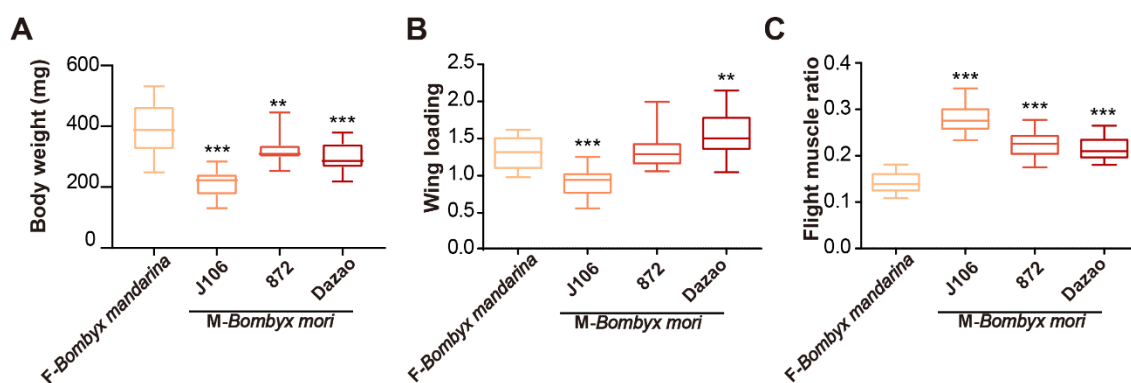 A
Body weight (mg)
600
400
200
0
***
**
***
F-Bombyx mandarina
J106
872
Dazao
M-Bombyx mori
B
Wing loading
2.5
2.0
1.5
1.0
0.5
0.0
***
**
F-Bombyx mandarina
J106
872
Dazao
M-Bombyx mori
C
Flight muscle ratio
0.4
0.3
0.2
0.1
0.0
***
***
***
F-Bombyx mandarina
J106
872
Dazao
M-Bombyx mori